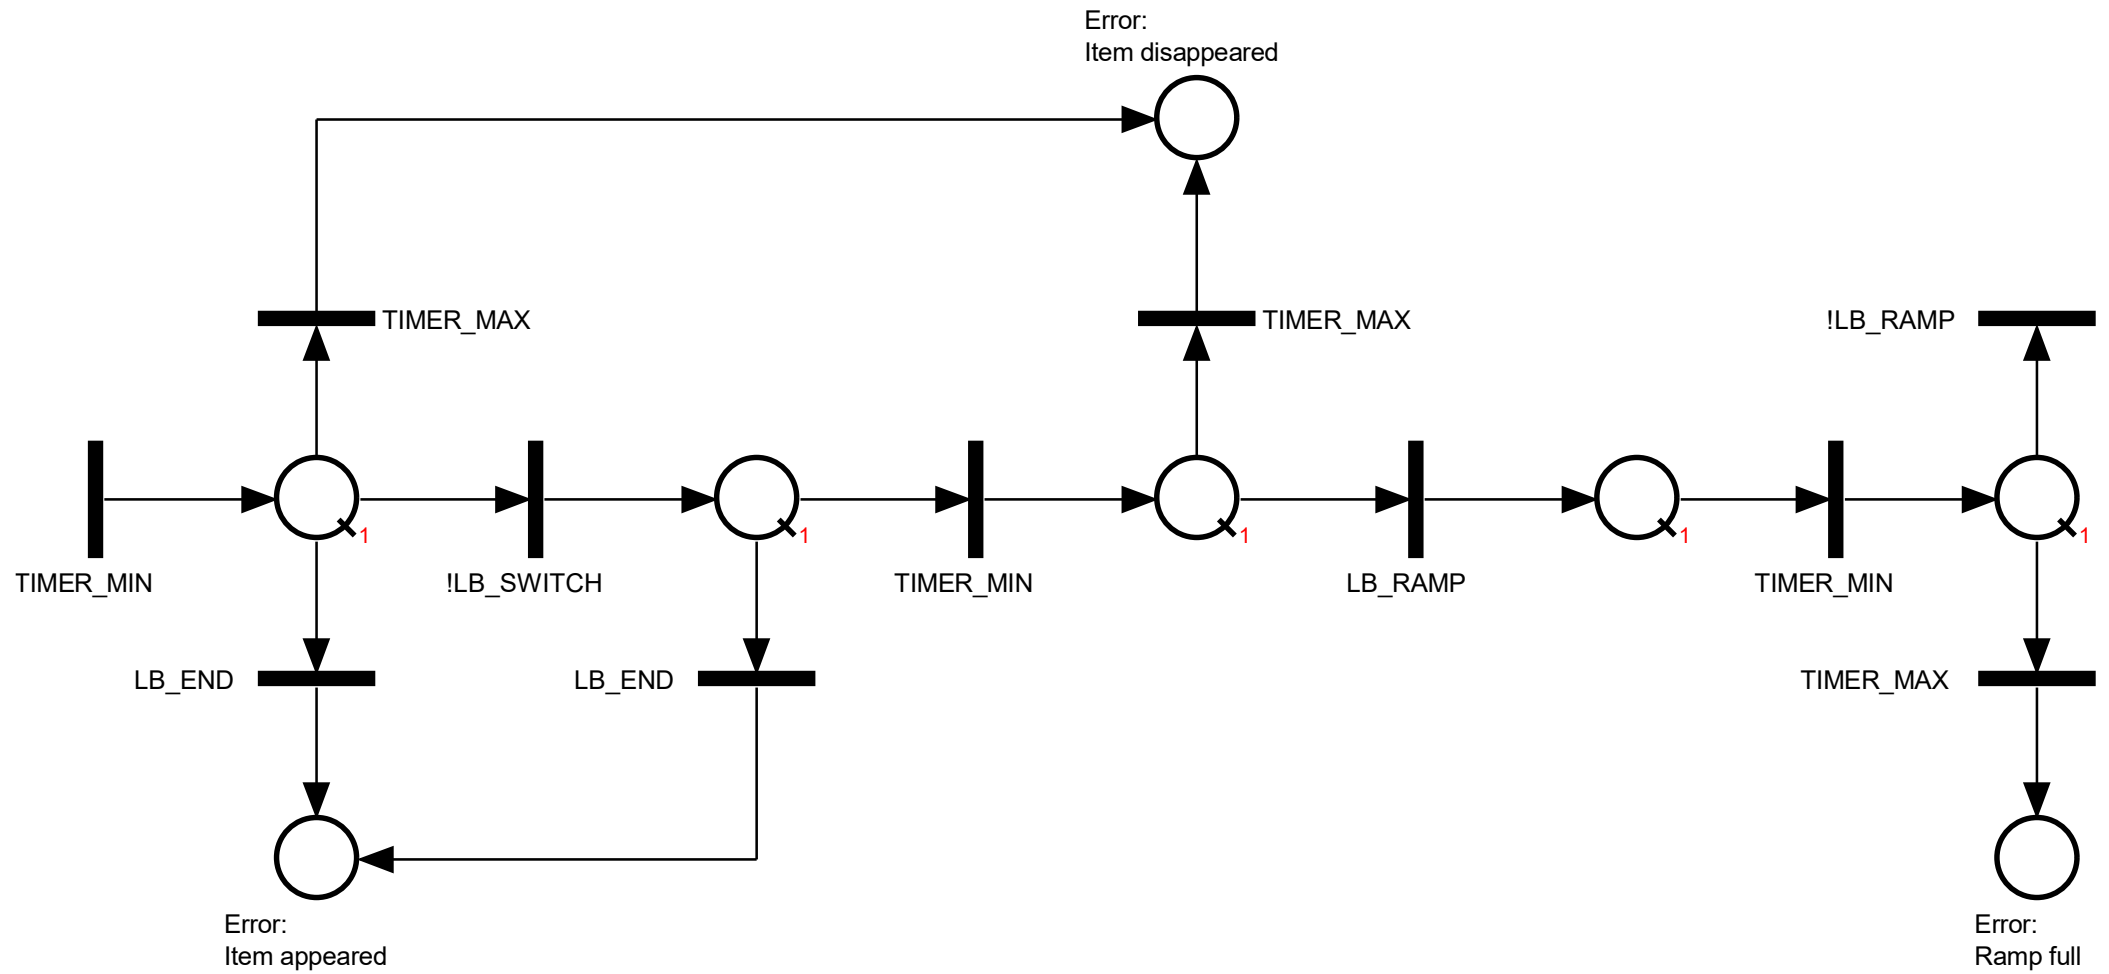 Error:
Item disappeared
TIMER_MAX
TIMER_MAX
!LB_RAMP
1
1
1
1
1
TIMER_MIN
!LB_SWITCH
TIMER_MIN
LB_RAMP
TIMER_MIN
LB_END
LB_END
TIMER_MAX
Error:
Item appeared
Error:
Ramp full